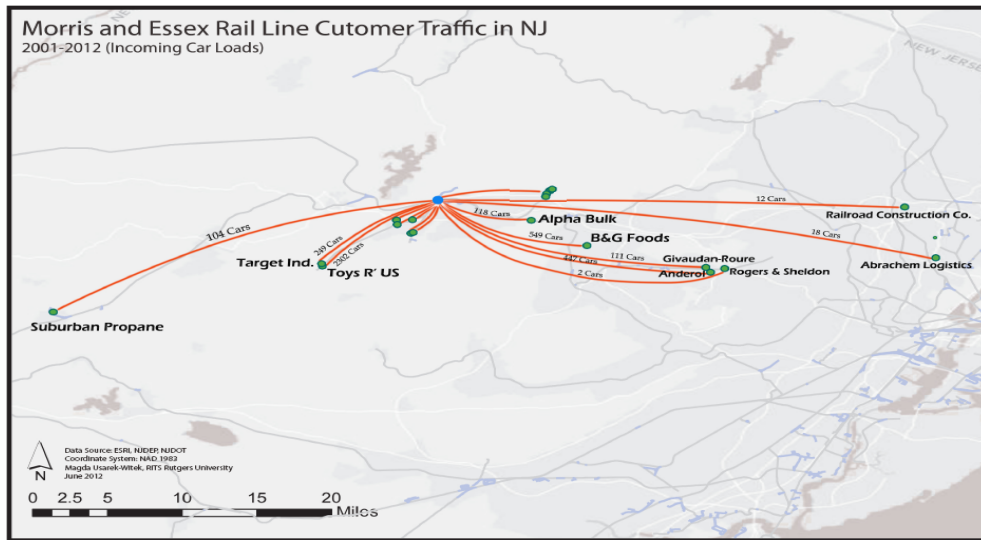 Morris and Essex Rail Line Cutomer Traffic in NJ
2001-2012 (Incoming Car Loads)
NEW JERSE
12 Cars
Railroad Construction Co.
118 Cars
Alpha Bulk
104 Cars
549 Cars
B&G Foods
18 Cars
249 Cars
2302 Cars
Target Ind.
Toys R' US
111 Cars
447 Cars
Givaudan-Roure
2 Cars
Anderol
Rogers & Sheldon
Abrachem Logistics
Suburban Propane
N
Data Source: ESRI, NJDEP, NJDOT
Coordinate System: NAD 1983
Magda Usarek-Witek, RITS Rutgers University
June 2012
0 2.5 5 10 15 20
Miles